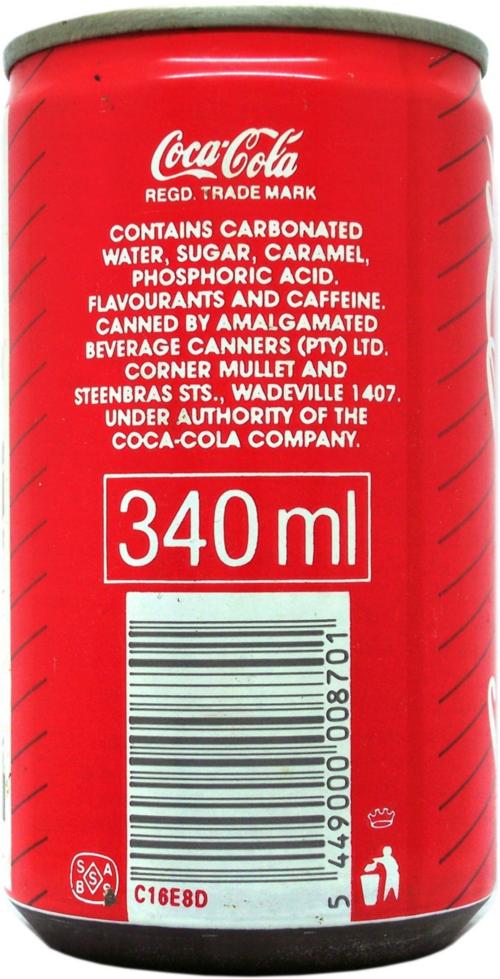 Coca-Cola
REGD. TRADE MARK
CONTAINS CARBONATED
WATER, SUGAR, CARAMEL,
PHOSPHORIC ACID.
FLAVOURANTS AND CAFFEINE.
CANNED BY AMALGAMATED
BEVERAGE CANNERS (PTY) LTD.
CORNER MULLET AND
STEENBRAS STS., WADEVILLE 1407.
UNDER AUTHORITY OF THE
COCA-COLA COMPANY.
340 ml
5 449000 008701
C16E8D